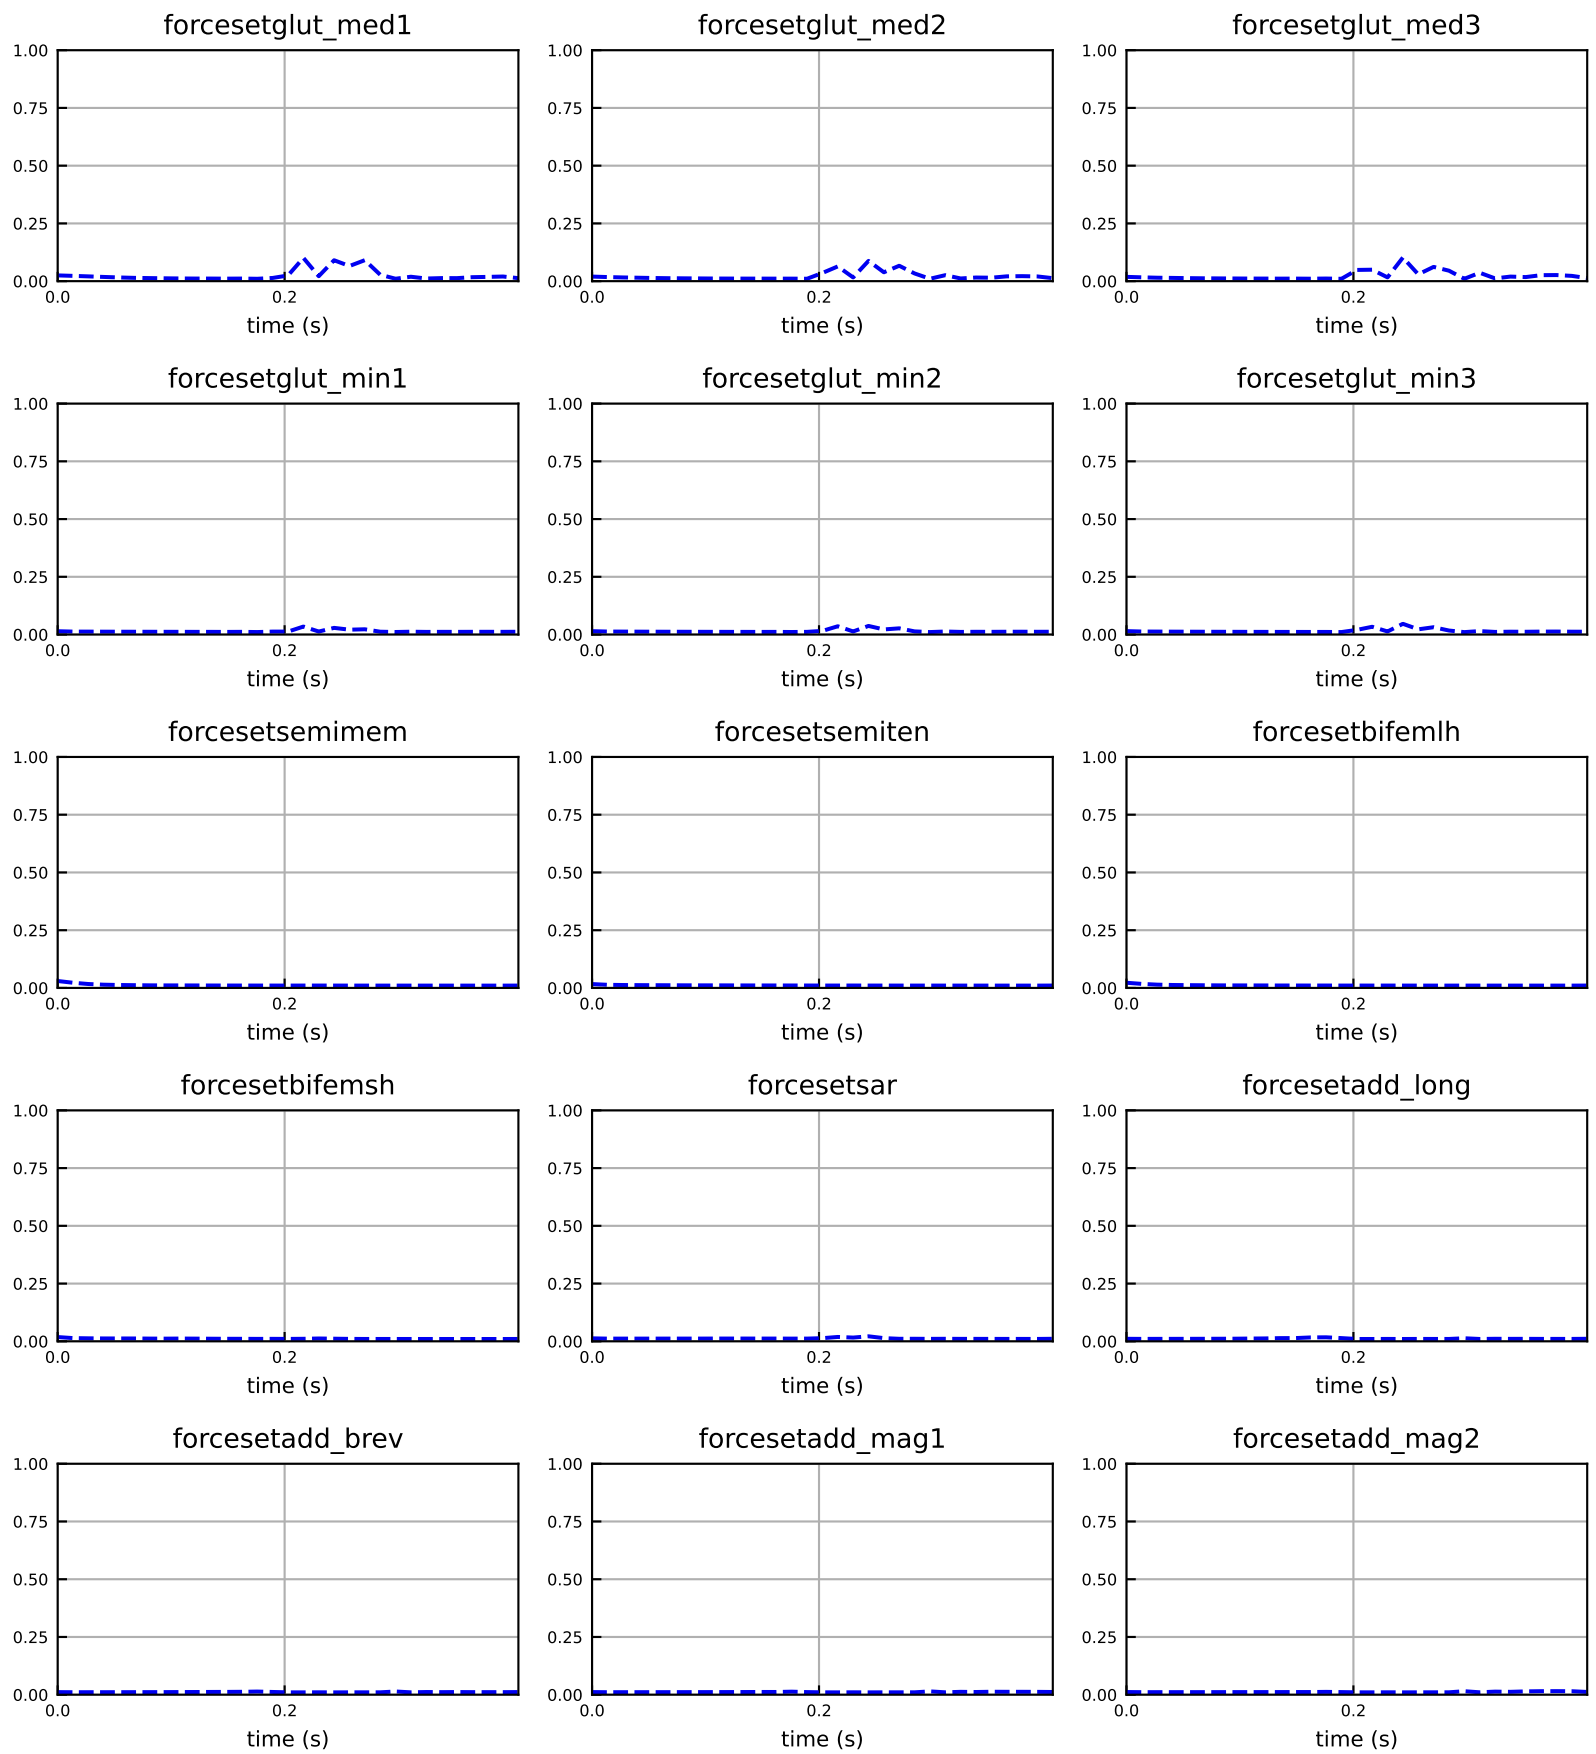 forcesetglut_med1 forcesetglut_med2 forcesetglut_med3
1.00 1.00 1.00
0.75 0.75 0.75
0.50 0.50 0.50
0.25 0.25 0.25
0.00 0.00 0.00
0.0 0.2 0.0 0.2 0.0 0.2
time (s) time (s) time (s)
forcesetglut_min1 forcesetglut_min2 forcesetglut_min3
1.00 1.00 1.00
0.75 0.75 0.75
0.50 0.50 0.50
0.25 0.25 0.25
0.00 0.00 0.00
0.0 0.2 0.0 0.2 0.0 0.2
time (s) time (s) time (s)
forcesetsemimem forcesetsemiten forcesetbifemlh
1.00 1.00 1.00
0.75 0.75 0.75
0.50 0.50 0.50
0.25 0.25 0.25
0.00 0.00 0.00
0.0 0.2 0.0 0.2 0.0 0.2
time (s) time (s) time (s)
forcesetbifemsh forcesetsar forcesetadd_long
1.00 1.00 1.00
0.75 0.75 0.75
0.50 0.50 0.50
0.25 0.25 0.25
0.00 0.00 0.00
0.0 0.2 0.0 0.2 0.0 0.2
time (s) time (s) time (s)
forcesetadd_brev forcesetadd_mag1 forcesetadd_mag2
1.00 1.00 1.00
0.75 0.75 0.75
0.50 0.50 0.50
0.25 0.25 0.25
0.00 0.00 0.00
0.0 0.2 0.0 0.2 0.0 0.2
time (s) time (s) time (s)